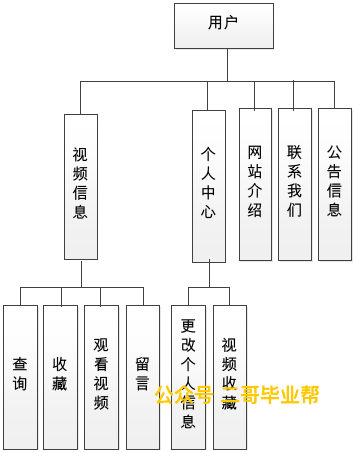 用户
视频信息
个人中心
网站介绍
联系我们
公告信息
查询
收藏
观看视频
留言
更改个人信息
视频收藏
公众号 二哥毕业帮